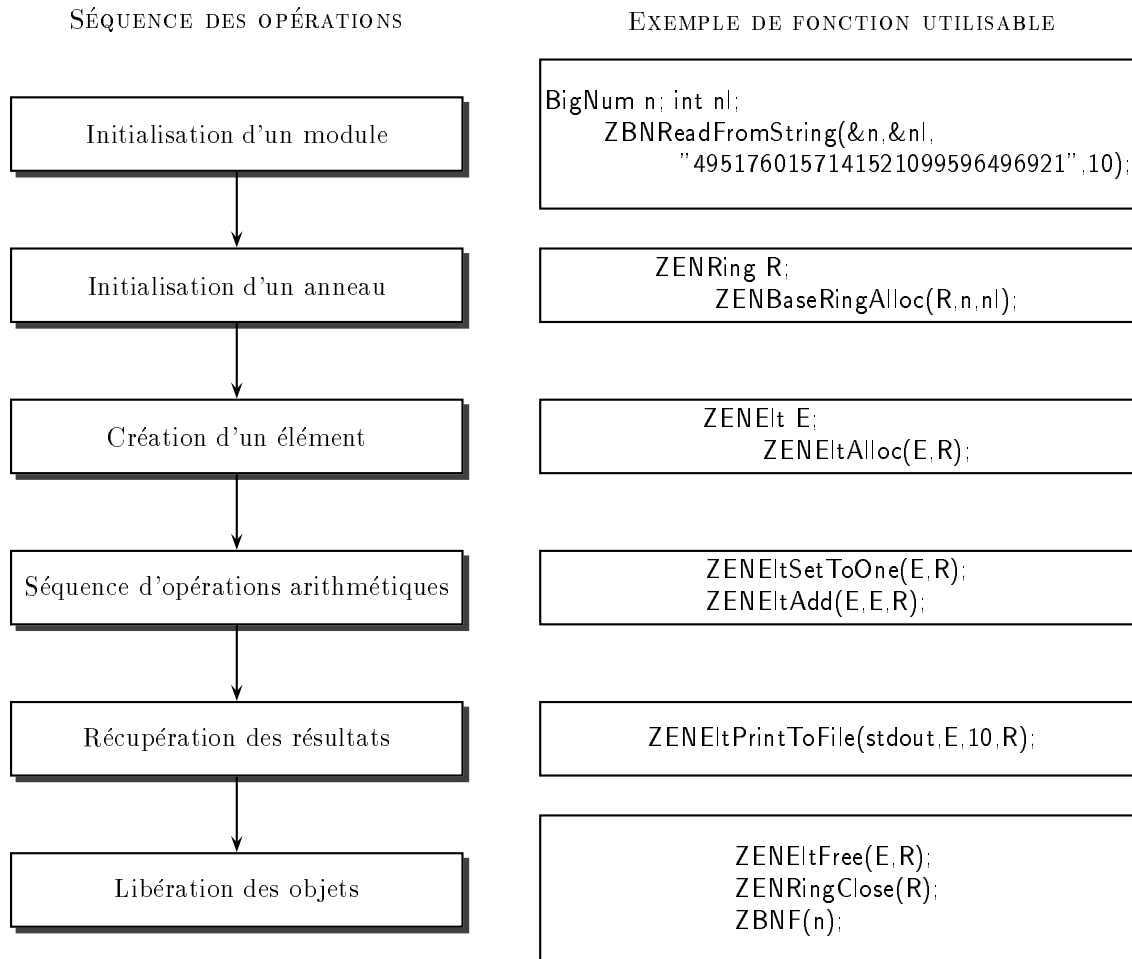 SÉQUENCE DES OPÉRATIONS
EXEMPLE DE FONCTION UTILISABLE
Initialisation d'un module
BigNum n; int nl;
ZBNReadFromString(&n,&nl,
"4951760157141521099596496921",10);
Initialisation d'un anneau
ZENRing R;
ZENBaseRingAlloc(R,n,nl);
Création d'un élément
ZENElt E;
ZENEltAlloc(E,R);
Séquence d'opérations arithmétiques
ZENEltSetToOne(E,R);
ZENEltAdd(E,E,R);
Récupération des résultats
ZENEltPrintToFile(stdout,E,10,R);
Libération des objets
ZENEltFree(E,R);
ZENRingClose(R);
ZBNF(n);